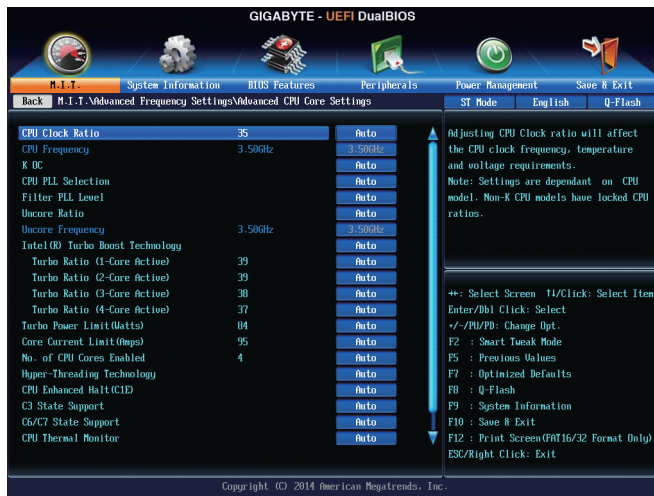 GIGABYTE - UEFI DualBIOS
M.I.T. System Information BIOS Features Peripherals Power Management Save & Exit
Back M.I.T.\Advanced Frequency Settings\Advanced CPU Core Settings ST Mode English Q-Flash
CPU Clock Ratio 35 Auto
CPU Frequency 3.50GHz 3.50GHz
K OC Auto
CPU PLL Selection Auto
Filter PLL Level Auto
Uncore Ratio Auto
Uncore Frequency 3.50GHz 3.50GHz
Intel(R) Turbo Boost Technology Auto
Turbo Ratio (1-Core Active) 39 Auto
Turbo Ratio (2-Core Active) 39 Auto
Turbo Ratio (3-Core Active) 38 Auto
Turbo Ratio (4-Core Active) 37 Auto
Turbo Power Limit(Watts) 84 Auto
Core Current Limit(Amps) 95 Auto
No. of CPU Cores Enabled 4 Auto
Hyper-Threading Technology Auto
CPU Enhanced Halt(C1E) Auto
C3 State Support Auto
C6/C7 State Support Auto
CPU Thermal Monitor Auto
Adjusting CPU Clock ratio will affect
the CPU clock frequency, temperature
and voltage requirements.
Note: Settings are dependant on CPU
model. Non-K CPU models have locked CPU
ratios.
↔: Select Screen ↑↓/Click: Select Item
Enter/Dbl Click: Select
+/-/PU/PD: Change Opt.
F2 : Smart Tweak Mode
F5 : Previous Values
F7 : Optimized Defaults
F8 : Q-Flash
F9 : System Information
F10 : Save & Exit
F12 : Print Screen(FAT16/32 Format Only)
ESC/Right Click: Exit
Copyright (C) 2014 American Megatrends, Inc.